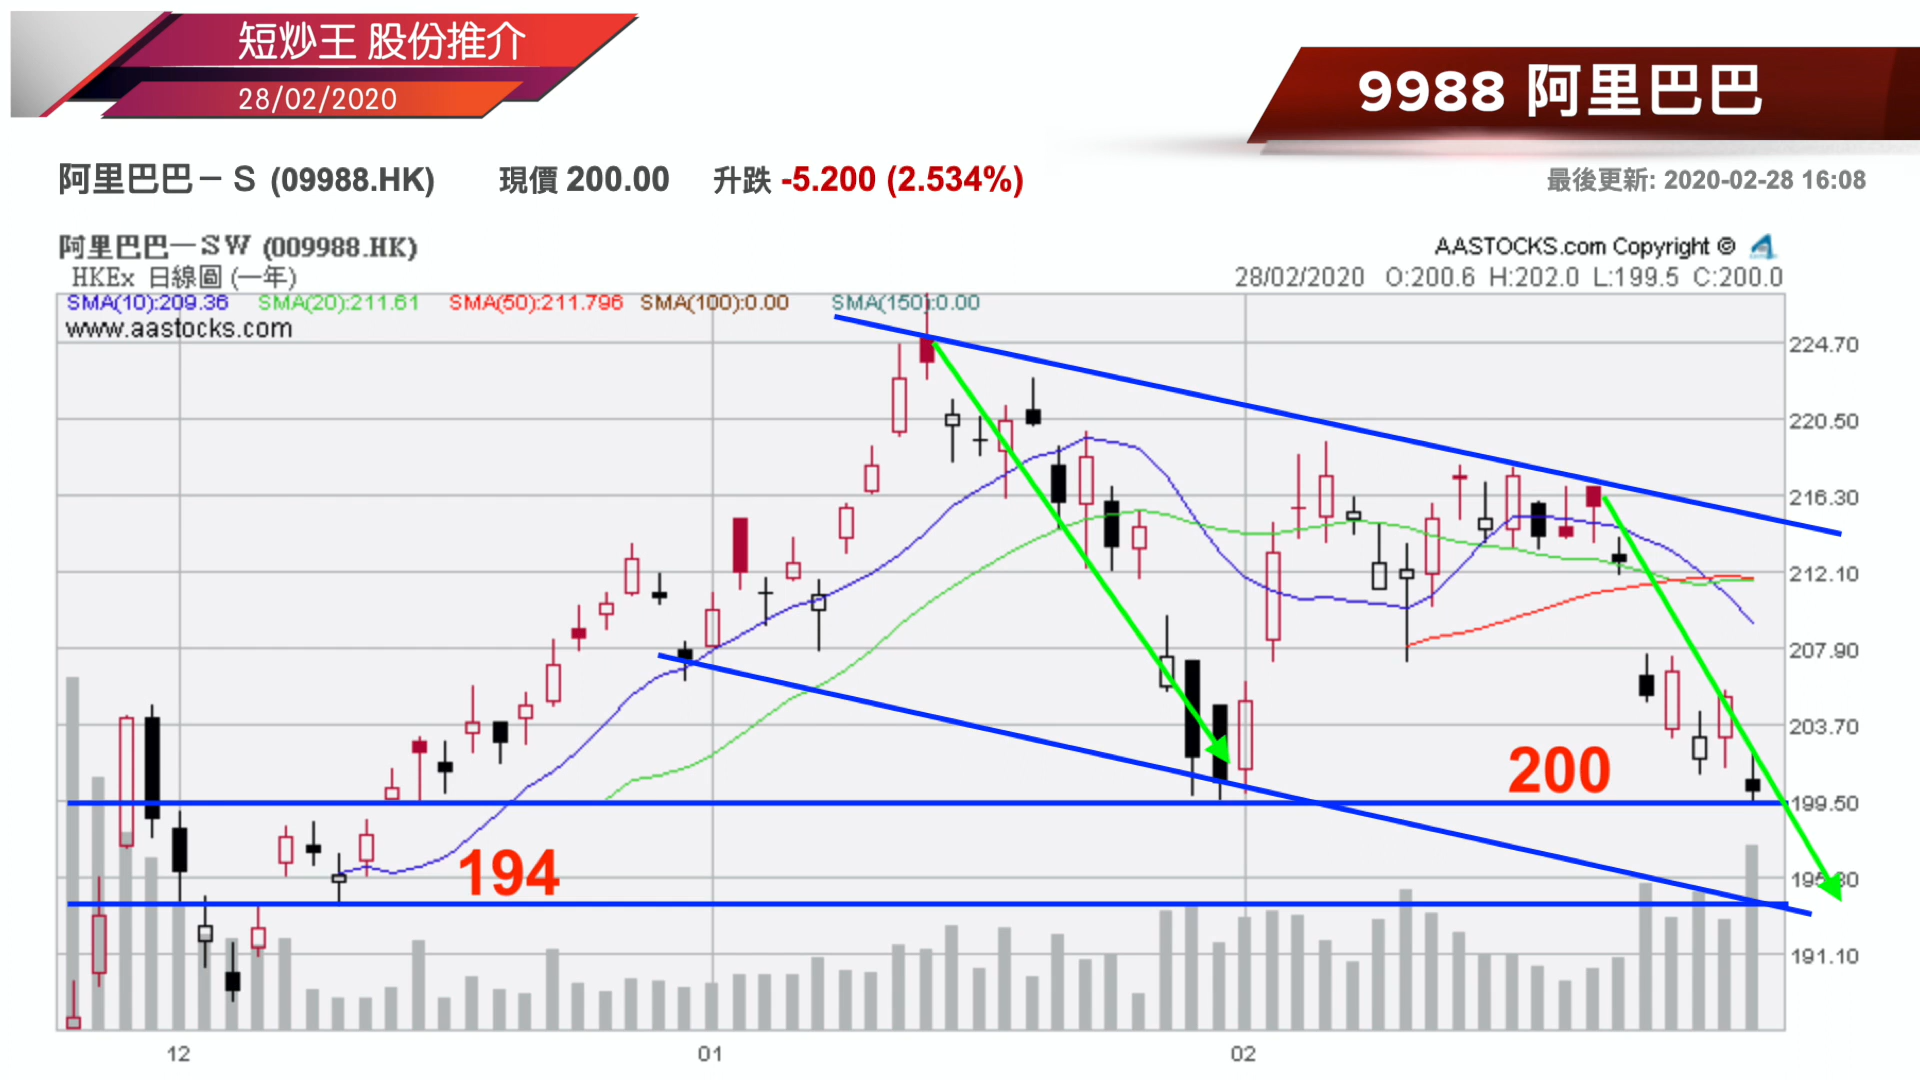 短炒王 股份推介
28/02/2020
9988 阿里巴巴
阿里巴巴－Ｓ (09988.HK) 現價 200.00 升跌 -5.200 (2.534%) 最後更新: 2020-02-28 16:08
阿里巴巴－ＳＷ (009988.HK) AASTOCKS.com Copyright ©
HKEx 日線圖 (一年) 28/02/2020 O:200.6 H:202.0 L:199.5 C:200.0
SMA(10):209.36 SMA(20):211.61 SMA(50):211.796 SMA(100):0.00 SMA(150):0.00
www.aastocks.com
224.70
220.50
216.30
212.10
207.90
203.70
200
199.50
194
195.30
191.10
12 01 02